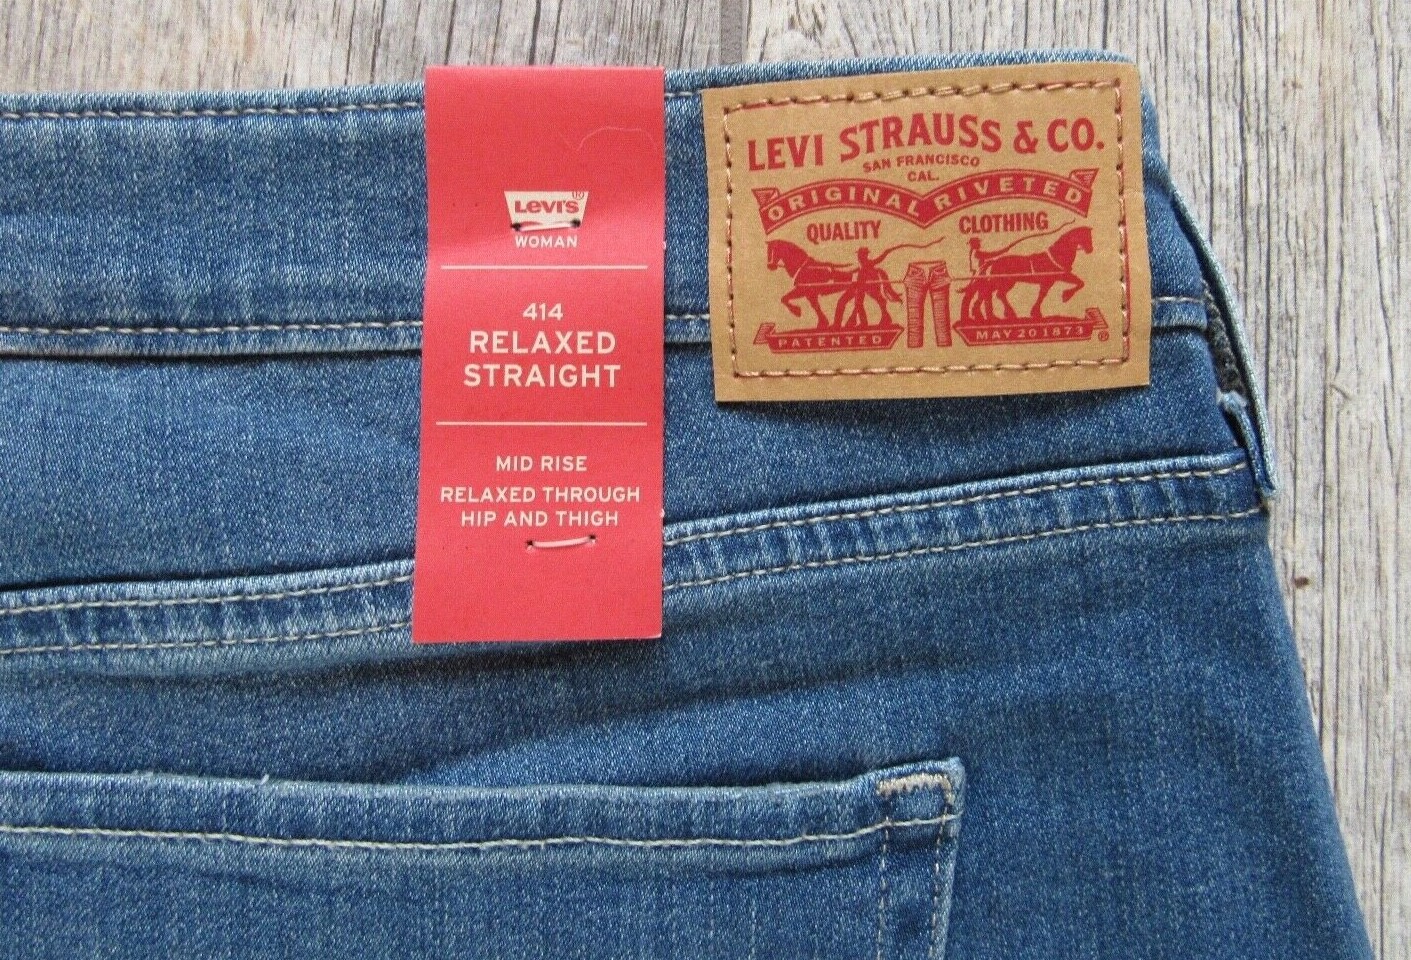 Levi's®
WOMAN
414
RELAXED
STRAIGHT
MID RISE
RELAXED THROUGH
HIP AND THIGH
LEVI STRAUSS & CO.
SAN FRANCISCO
CAL.
ORIGINAL RIVETED
QUALITY CLOTHING
PATENTED MAY 20 1873 ®